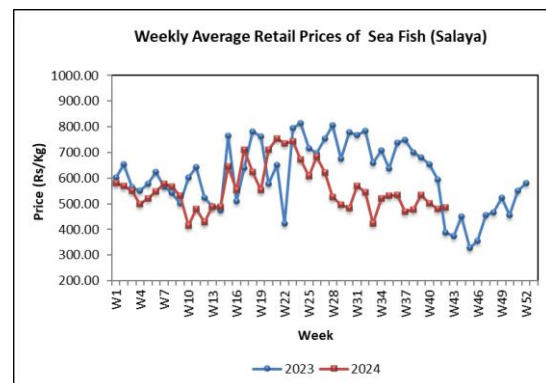 Weekly Average Retail Prices of Sea Fish (Salaya)
Price (Rs/Kg)
1000.00
900.00
800.00
700.00
600.00
500.00
400.00
300.00
200.00
W1
W4
W7
W10
W13
W16
W19
W22
W25
W28
W31
W34
W37
W40
W43
W46
W49
W52
Week
2023
2024